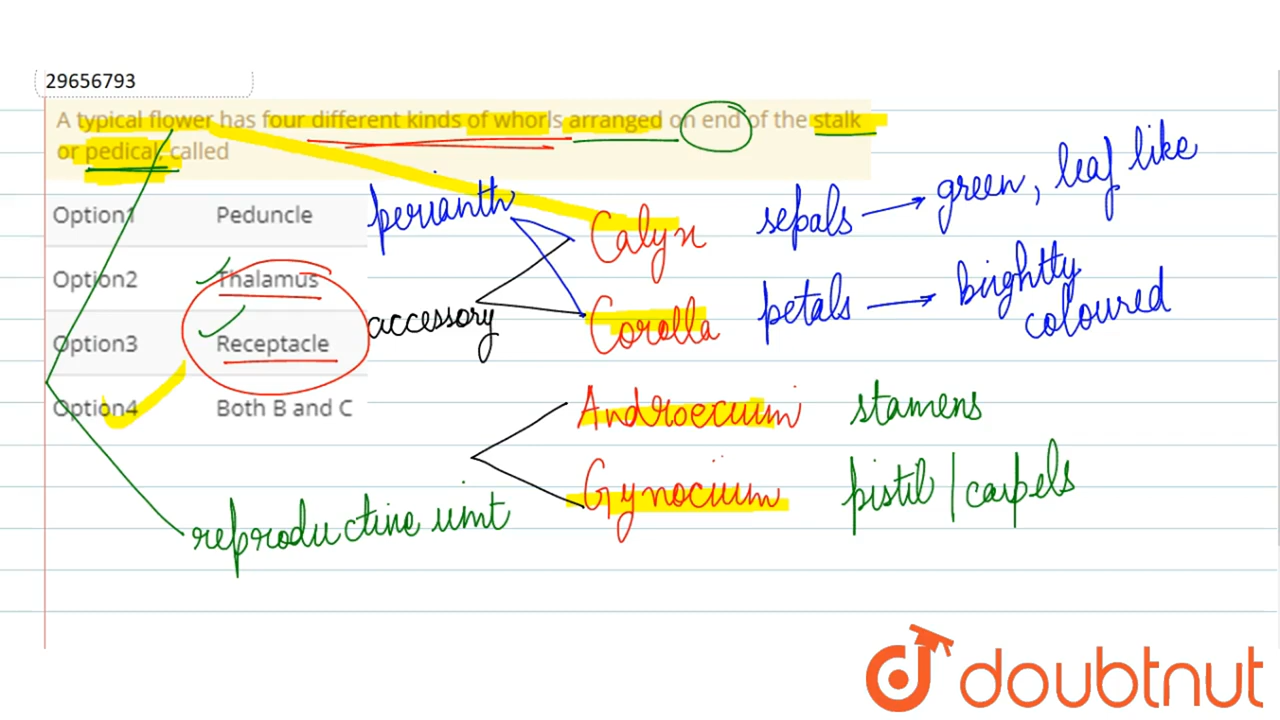 29656793
A typical flower has four different kinds of whorls arranged on end of the stalk
or pedical, called
Option1 Peduncle
Option2 Thalamus
Option3 Receptacle
Option4 Both B and C
perianth
accessory
Calyx sepals → green, leaf like
Corolla petals → brightly coloured
Androecium stamens
Gynocium pistil / carpels
reproductive unit
doubtnut